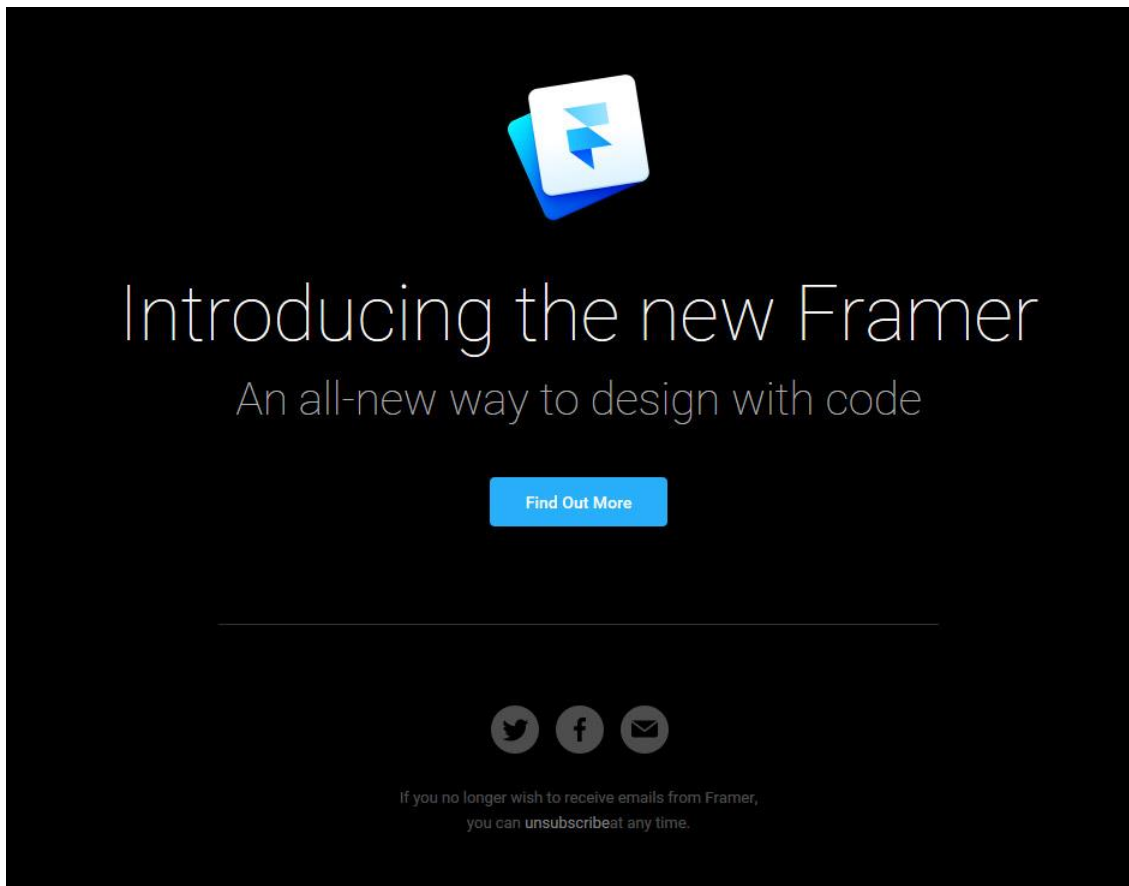 Introducing the new Framer
An all-new way to design with code
Find Out More
If you no longer wish to receive emails from Framer,
you can unsubscribeat any time.